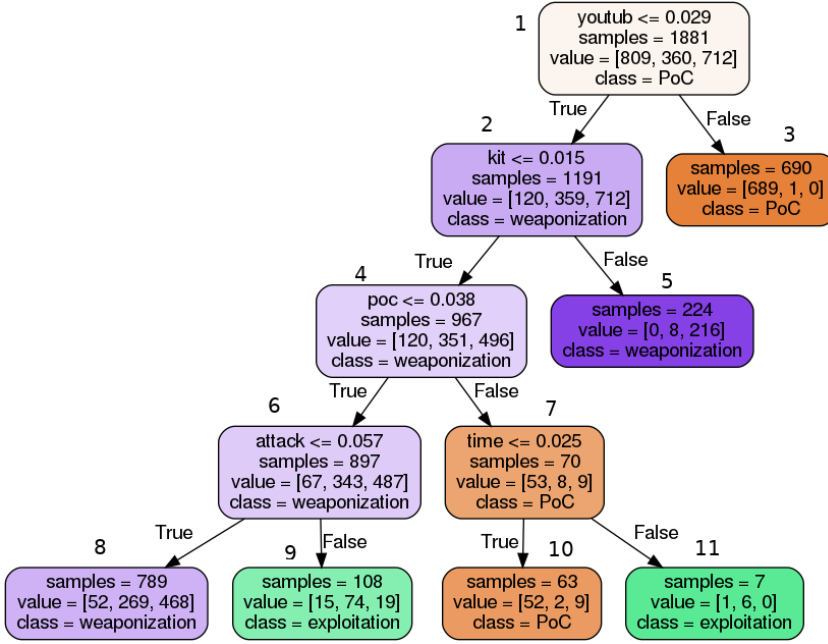 1
youtub <= 0.029
samples = 1881
value = [809, 360, 712]
class = PoC
True
False
2
kit <= 0.015
samples = 1191
value = [120, 359, 712]
class = weaponization
3
samples = 690
value = [689, 1, 0]
class = PoC
True
False
4
poc <= 0.038
samples = 967
value = [120, 351, 496]
class = weaponization
5
samples = 224
value = [0, 8, 216]
class = weaponization
True
False
6
attack <= 0.057
samples = 897
value = [67, 343, 487]
class = weaponization
7
time <= 0.025
samples = 70
value = [53, 8, 9]
class = PoC
True
False
True
False
8
samples = 789
value = [52, 269, 468]
class = weaponization
9
samples = 108
value = [15, 74, 19]
class = exploitation
10
samples = 63
value = [52, 2, 9]
class = PoC
11
samples = 7
value = [1, 6, 0]
class = exploitation